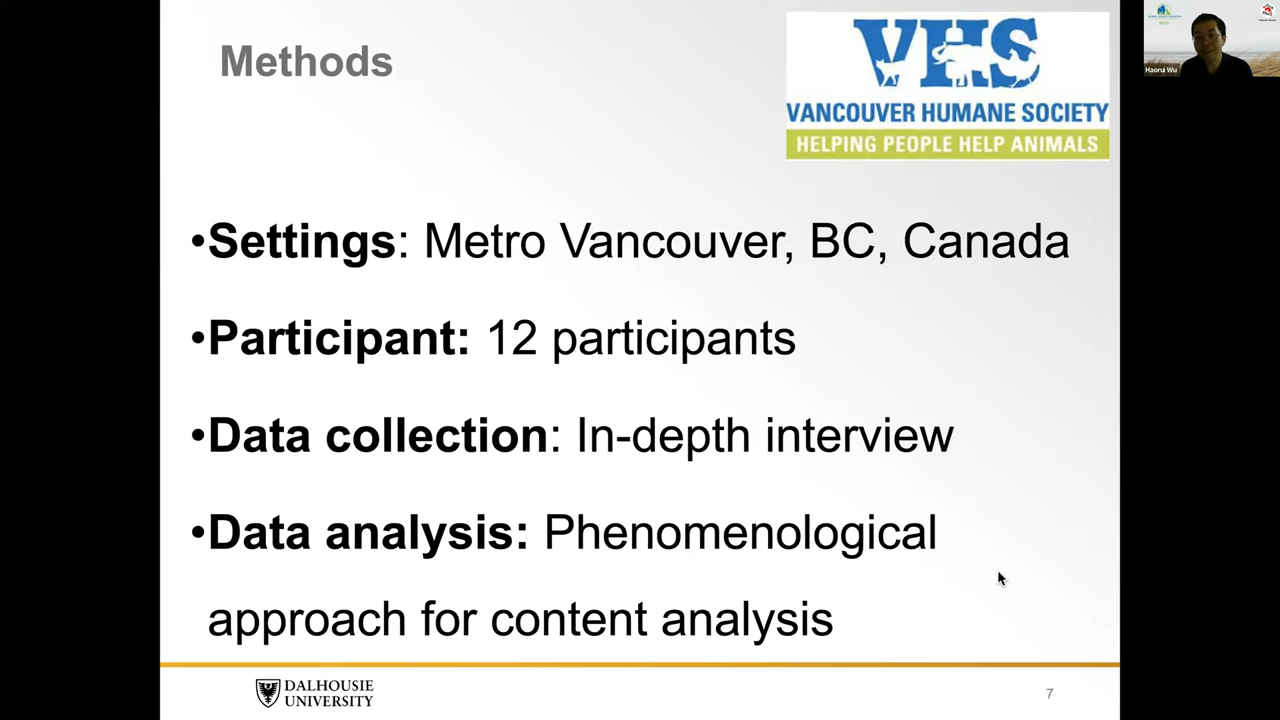 Methods
VHS
VANCOUVER HUMANE SOCIETY
HELPING PEOPLE HELP ANIMALS
•Settings: Metro Vancouver, BC, Canada
•Participant: 12 participants
•Data collection: In-depth interview
•Data analysis: Phenomenological
approach for content analysis
DALHOUSIE
UNIVERSITY
7
Haorui Wu